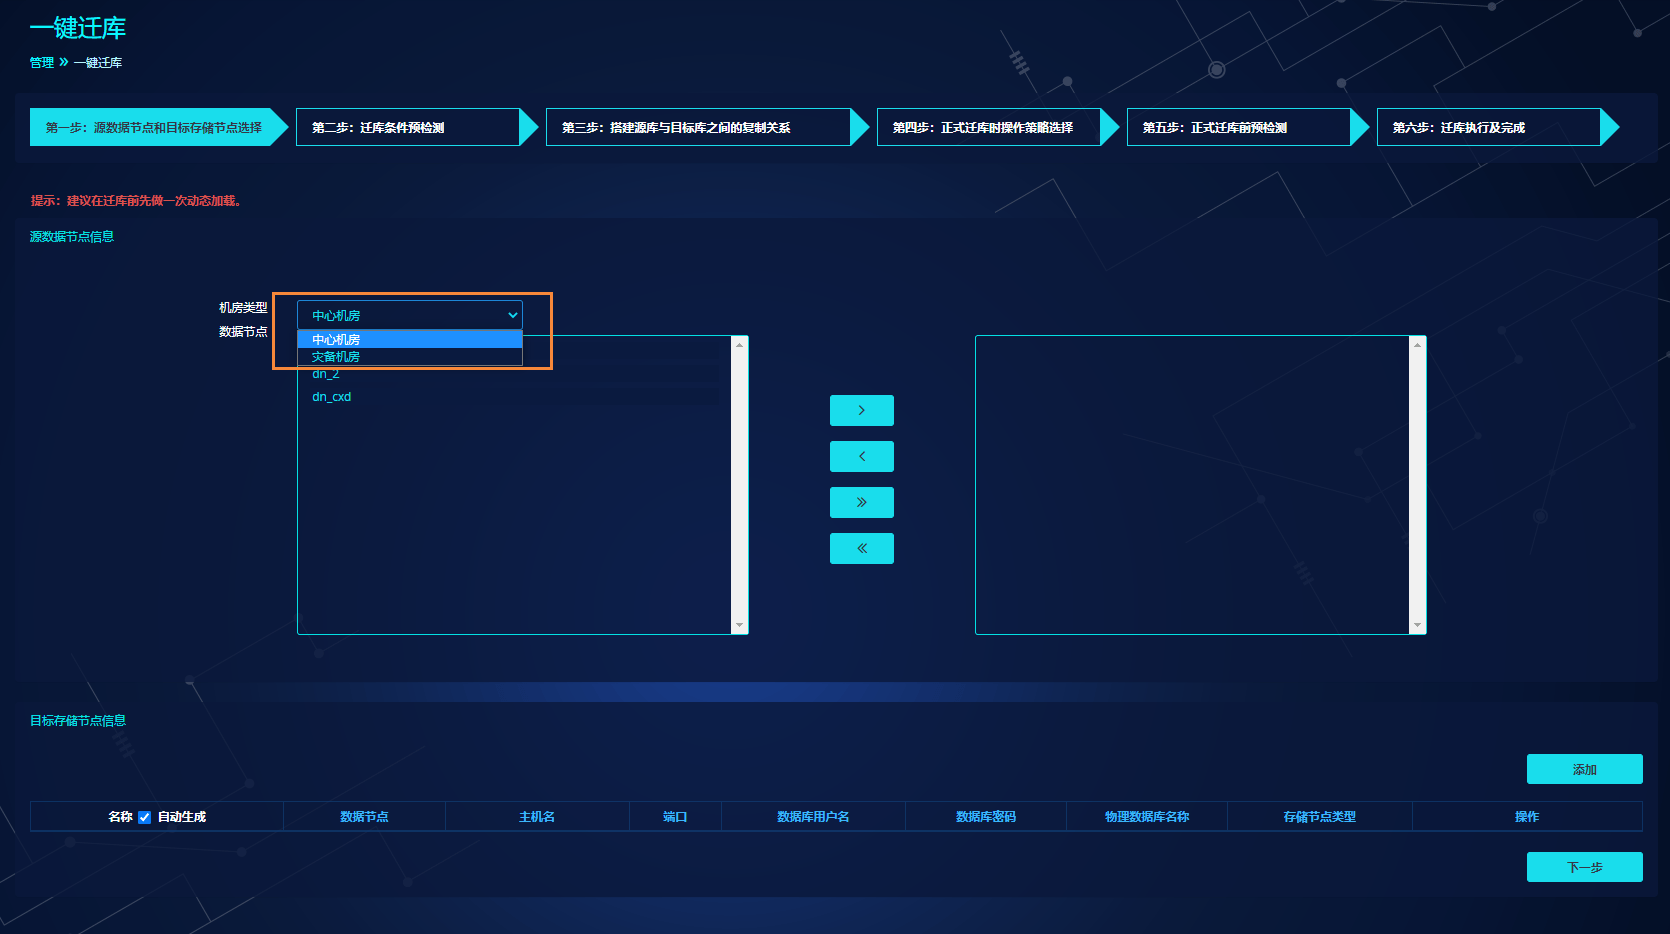 一键迁库
管理 » 一键迁库
第一步：源数据节点和目标存储节点选择
第二步：迁库条件预检测
第三步：搭建源库与目标库之间的复制关系
第四步：正式迁库时操作策略选择
第五步：正式迁库前预检测
第六步：迁库执行及完成
提示：建议在迁库前先做一次动态加载。
源数据节点信息
机房类型
中心机房
数据节点
中心机房
灾备机房
dn_2
dn_cxd
目标存储节点信息
添加
名称 自动生成 数据节点 主机名 端口 数据库用户名 数据库密码 物理数据库名称 存储节点类型 操作
下一步